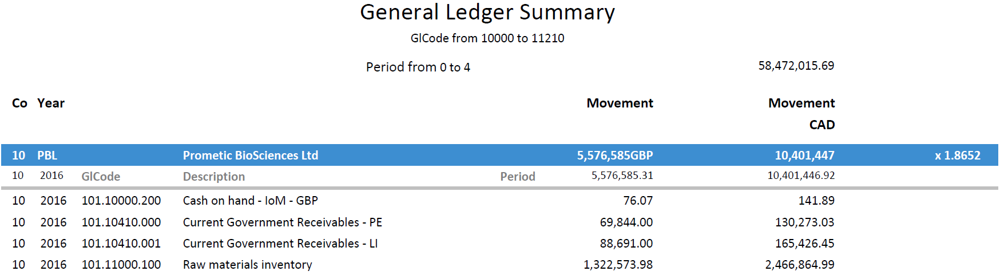 General Ledger Summary
GlCode from 10000 to 11210
Period from 0 to 4 58,472,015.69
Co Year Movement Movement
CAD
10 PBL Prometic BioSciences Ltd 5,576,585GBP 10,401,447 x 1.8652
10 2016 GlCode Description Period 5,576,585.31 10,401,446.92
10 2016 101.10000.200 Cash on hand - IoM - GBP 76.07 141.89
10 2016 101.10410.000 Current Government Receivables - PE 69,844.00 130,273.03
10 2016 101.10410.001 Current Government Receivables - LI 88,691.00 165,426.45
10 2016 101.11000.100 Raw materials inventory 1,322,573.98 2,466,864.99